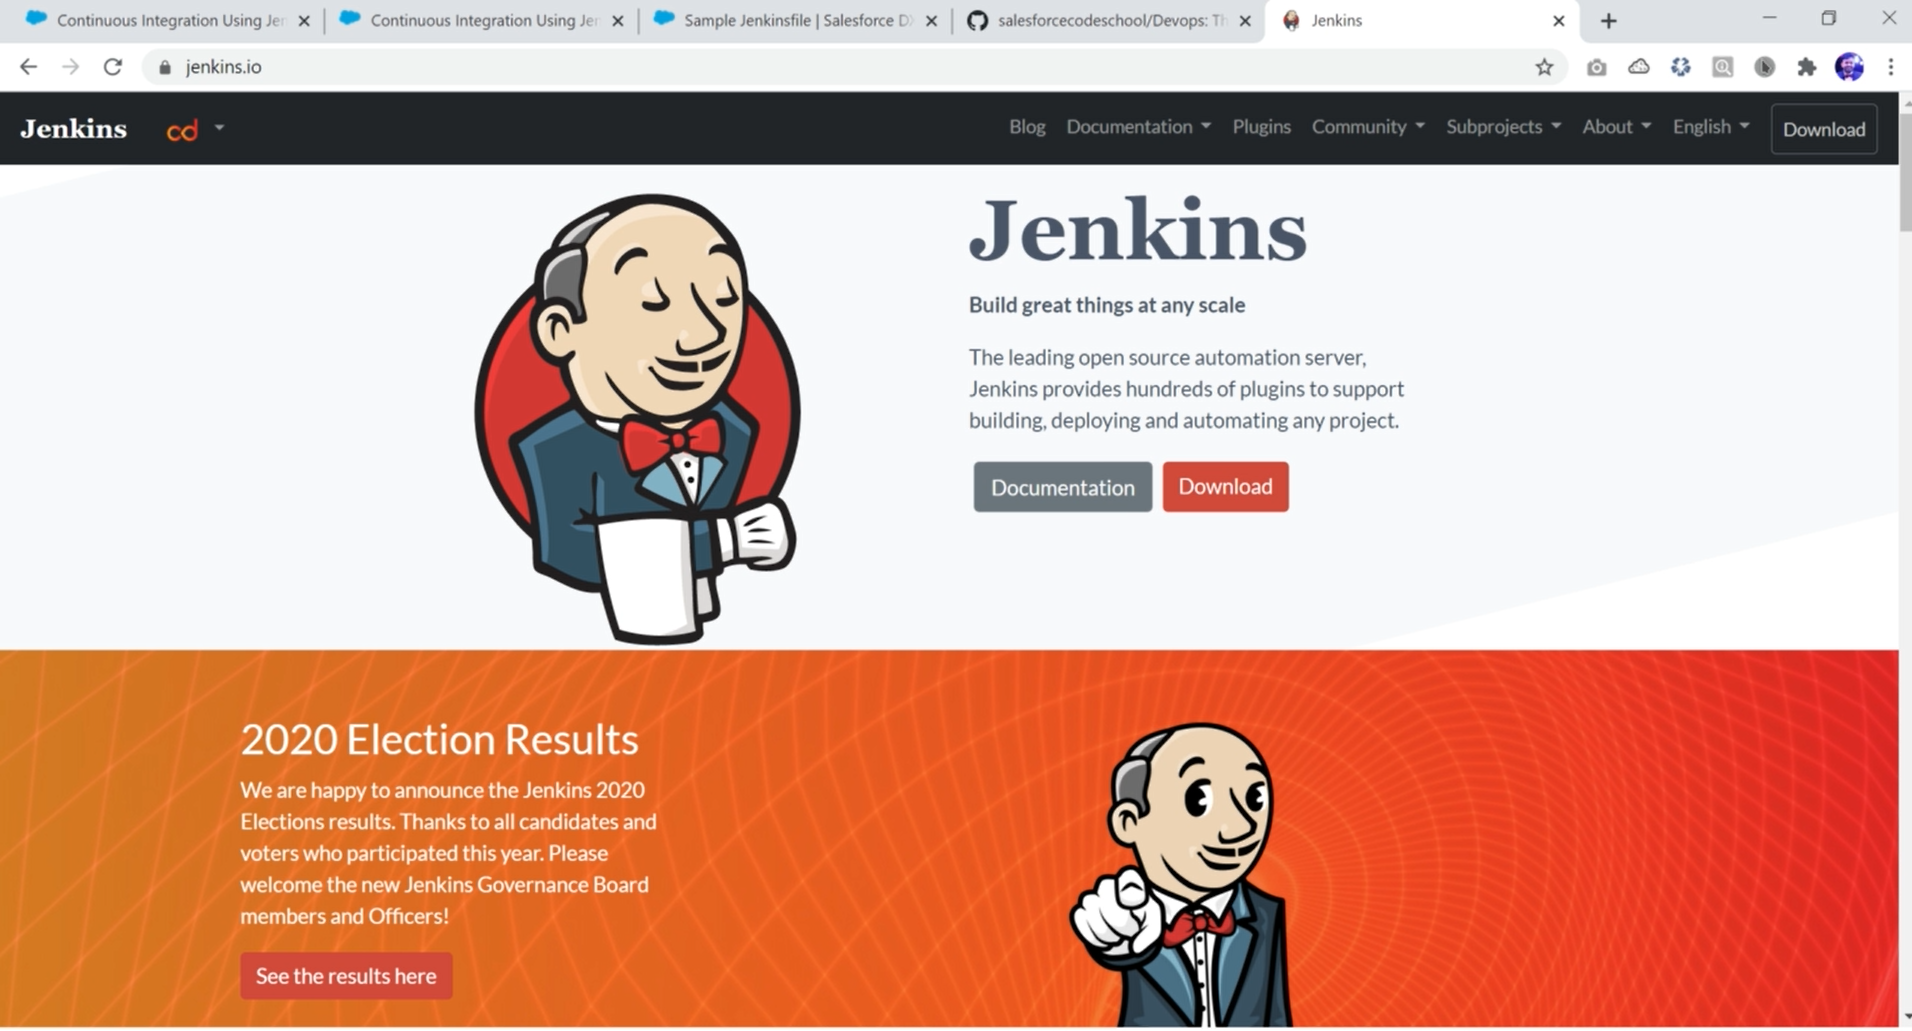 Continuous Integration Using Jen
Continuous Integration Using Jen
Sample Jenkinsfile | Salesforce D
salesforcecodeschool/Devops: Th
Jenkins
jenkins.io
Jenkins
cd
Blog
Documentation
Plugins
Community
Subprojects
About
English
Download
Jenkins
Build great things at any scale
The leading open source automation server,
Jenkins provides hundreds of plugins to support
building, deploying and automating any project.
Documentation
Download
2020 Election Results
We are happy to announce the Jenkins 2020
Elections results. Thanks to all candidates and
voters who participated this year. Please
welcome the new Jenkins Governance Board
members and Officers!
See the results here